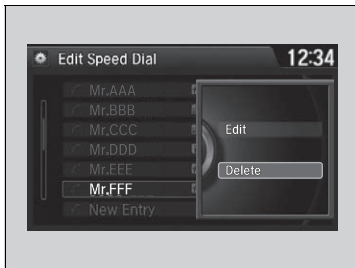 Edit Speed Dial
12:34
Mr.AAA
Mr.BBB
Mr.CCC
Mr.DDD
Mr.EEE
Mr.FFF
New Entry
Edit
Delete